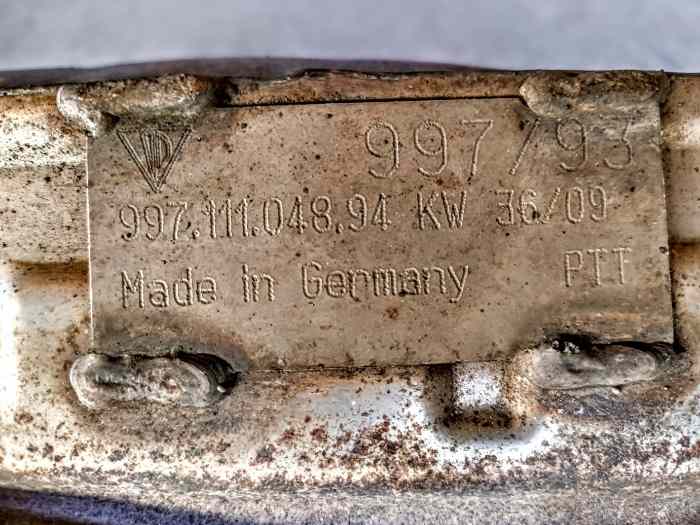 997/93
997.111.048.94 KW 36/09
Made in Germany PTT